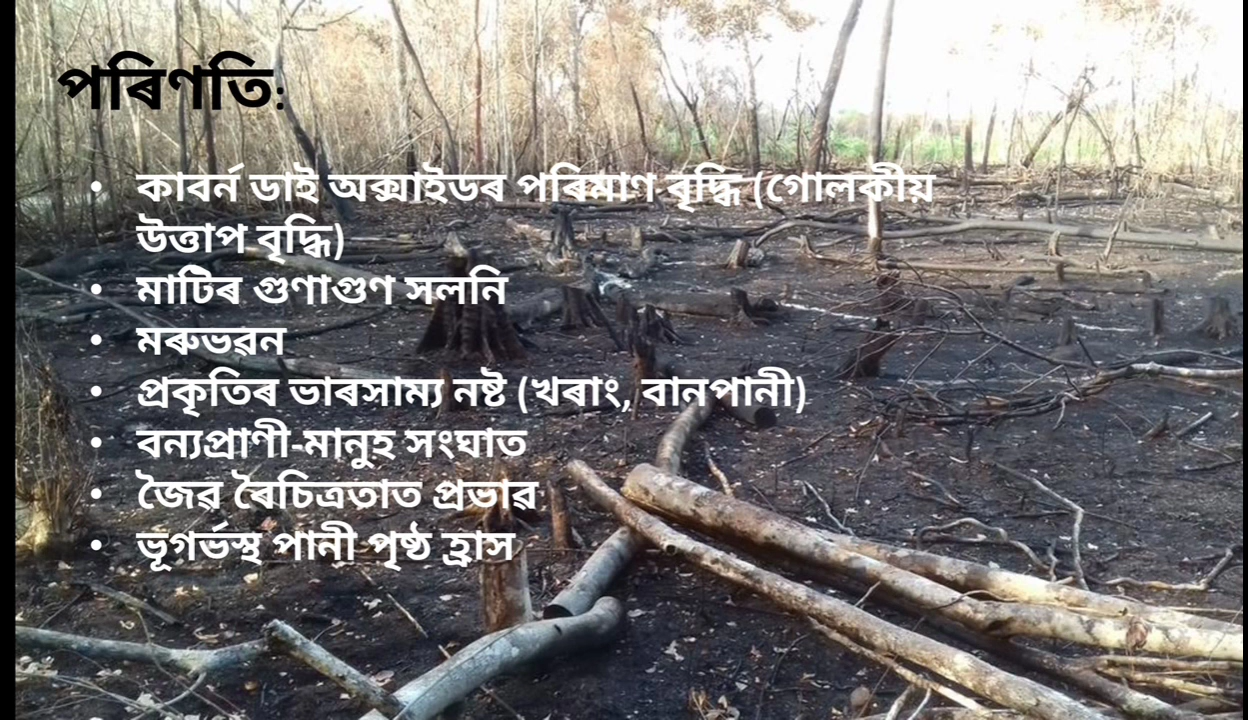 পৰিণতি:
• কাবর্ন ডাই অক্সাইডৰ পৰিমাণ বৃদ্ধি (গোলকীয়
উত্তাপ বৃদ্ধি)
• মাটিৰ গুণাগুণ সলনি
• মৰুভৱন
• প্ৰকৃতিৰ ভাৰসাম্য নষ্ট (খৰাং, বানপানী)
• বন্যপ্ৰাণী-মানুহ সংঘাত
• জৈৱ ৰৈচিত্ৰতাত প্ৰভাৱ
• ভূগৰ্ভস্থ পানী পৃষ্ঠ হ্ৰাস